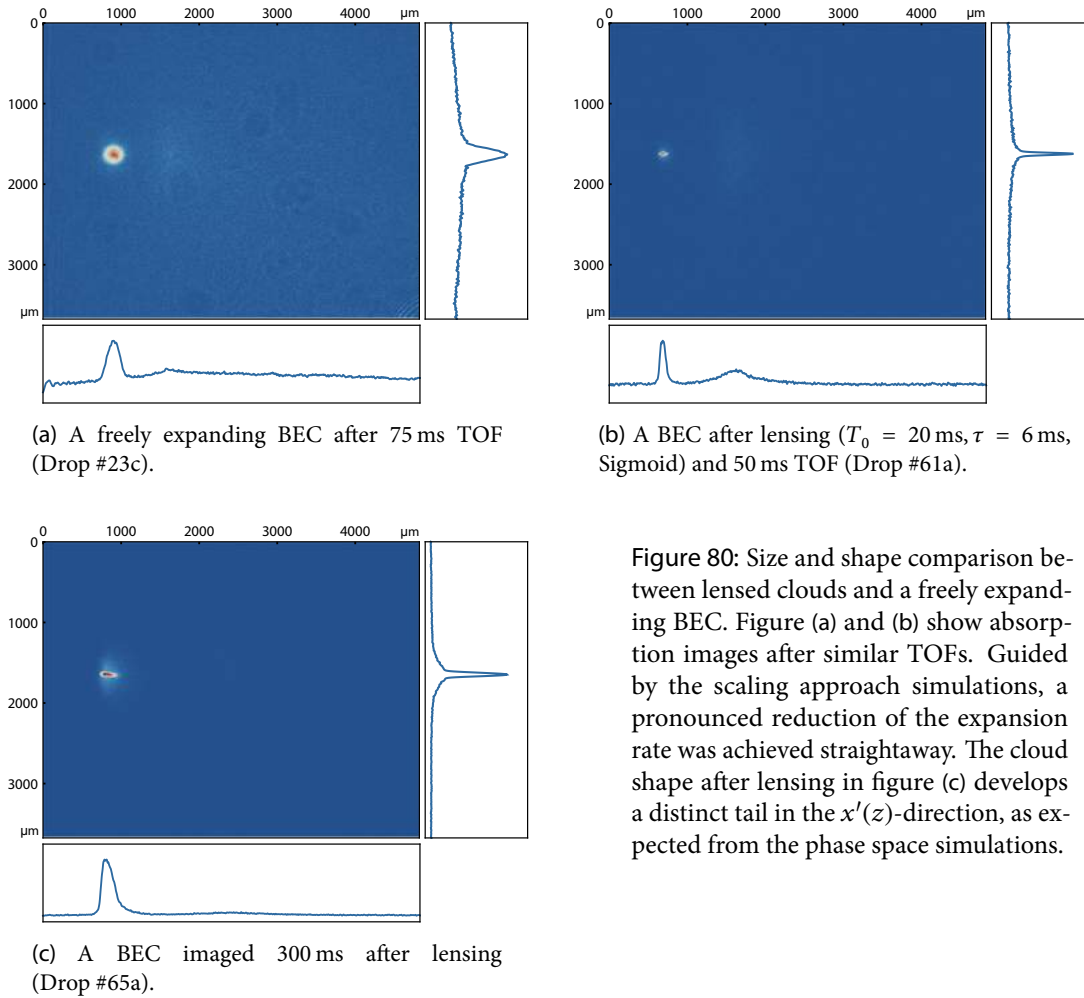 0 1000 2000 3000 4000 µm
0
1000
2000
3000
µm
(a) A freely expanding BEC after 75 ms TOF
(Drop #23c).
0 1000 2000 3000 4000 µm
0
1000
2000
3000
µm
(b) A BEC after lensing (T₀ = 20 ms, τ = 6 ms,
Sigmoid) and 50 ms TOF (Drop #61a).
0 1000 2000 3000 4000 µm
0
1000
2000
3000
µm
(c) A BEC imaged 300 ms after lensing
(Drop #65a).
Figure 80: Size and shape comparison be-
tween lensed clouds and a freely expand-
ing BEC. Figure (a) and (b) show absorp-
tion images after similar TOFs. Guided
by the scaling approach simulations, a
pronounced reduction of the expansion
rate was achieved straightaway. The cloud
shape after lensing in figure (c) develops
a distinct tail in the x′(z)-direction, as ex-
pected from the phase space simulations.